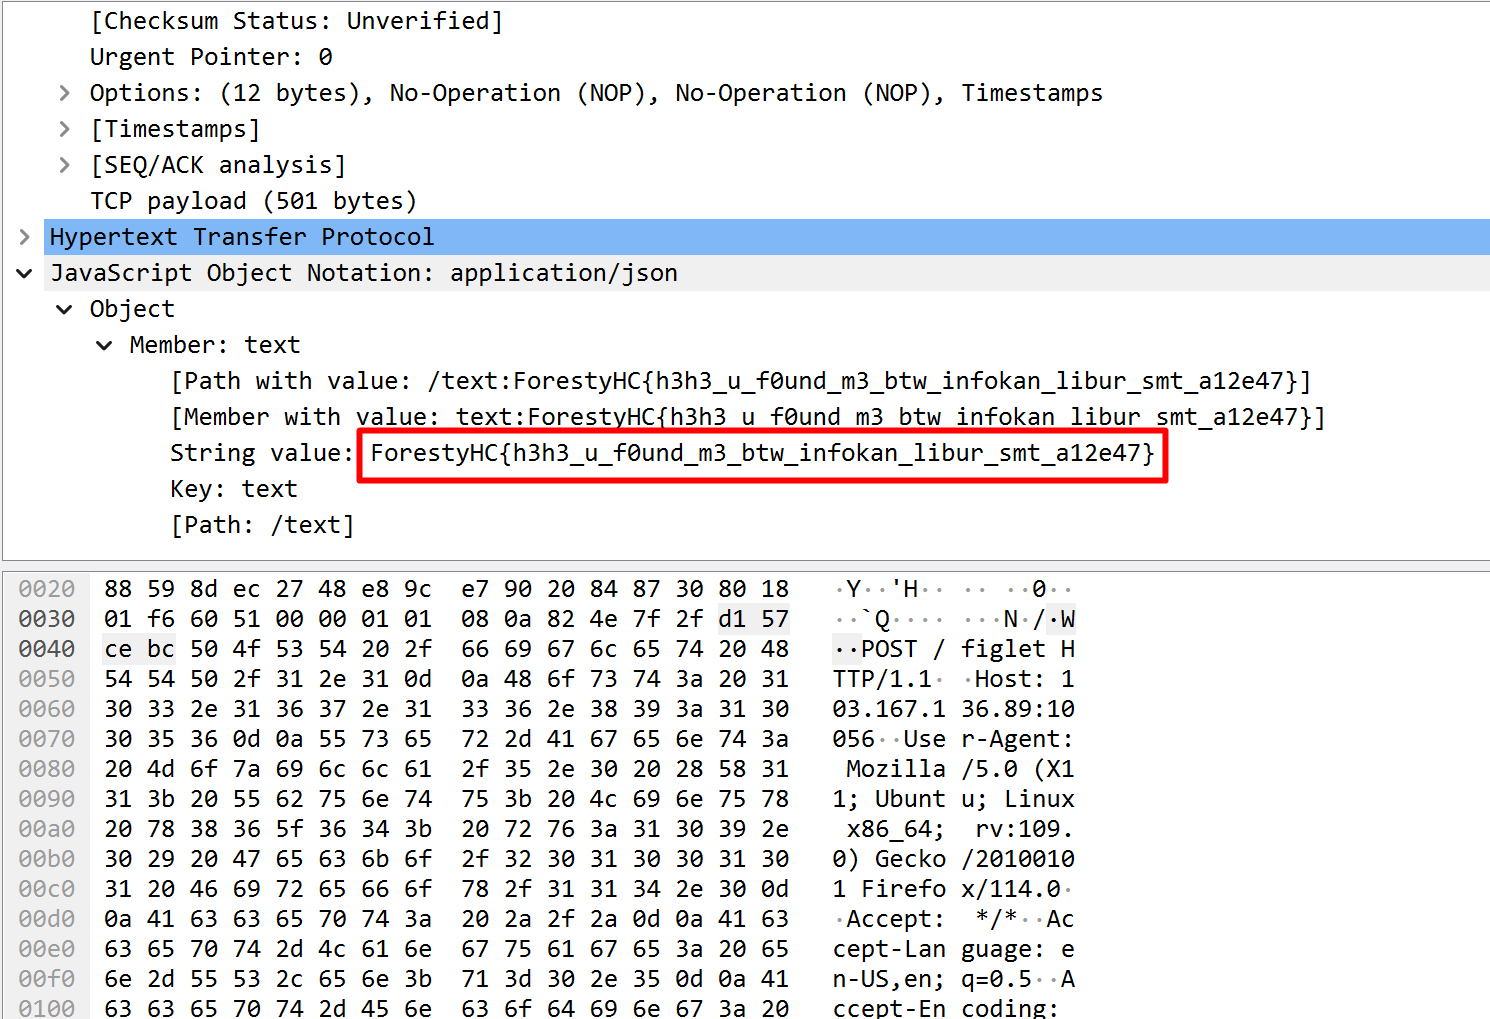 [Checksum Status: Unverified]
Urgent Pointer: 0
Options: (12 bytes), No-Operation (NOP), No-Operation (NOP), Timestamps
[Timestamps]
[SEQ/ACK analysis]
TCP payload (501 bytes)
Hypertext Transfer Protocol
JavaScript Object Notation: application/json
Object
Member: text
[Path with value: /text:ForestyHC{h3h3_u_f0und_m3_btw_infokan_libur_smt_a12e47}]
[Member with value: text:ForestyHC{h3h3_u_f0und_m3_btw_infokan_libur_smt_a12e47}]
String value: ForestyHC{h3h3_u_f0und_m3_btw_infokan_libur_smt_a12e47}
Key: text
[Path: /text]
0020 88 59 8d ec 27 48 e8 9c e7 90 20 84 87 30 80 18 ·Y··'H·· ·· ··0··
0030 01 f6 60 51 00 00 01 01 08 0a 82 4e 7f 2f d1 57 ··`Q···· ···N·/·W
0040 ce bc 50 4f 53 54 20 2f 66 69 67 6c 65 74 20 48 ··POST / figlet H
0050 54 54 50 2f 31 2e 31 0d 0a 48 6f 73 74 3a 20 31 TTP/1.1· ·Host: 1
0060 30 33 2e 31 36 37 2e 31 33 36 2e 38 39 3a 31 30 03.167.1 36.89:10
0070 30 35 36 0d 0a 55 73 65 72 2d 41 67 65 6e 74 3a 056··Use r-Agent:
0080 20 4d 6f 7a 69 6c 6c 61 2f 35 2e 30 20 28 58 31 Mozilla /5.0 (X1
0090 31 3b 20 55 62 75 6e 74 75 3b 20 4c 69 6e 75 78 1; Ubunt u; Linux
00a0 20 78 38 36 5f 36 34 3b 20 72 76 3a 31 30 39 2e x86_64; rv:109.
00b0 30 29 20 47 65 63 6b 6f 2f 32 30 31 30 30 31 30 0) Gecko /2010010
00c0 31 20 46 69 72 65 66 6f 78 2f 31 31 34 2e 30 0d 1 Firefo x/114.0·
00d0 0a 41 63 63 65 70 74 3a 20 2a 2f 2a 0d 0a 41 63 ·Accept: */*··Ac
00e0 63 65 70 74 2d 4c 61 6e 67 75 61 67 65 3a 20 65 cept-Lan guage: e
00f0 6e 2d 55 53 2c 65 6e 3b 71 3d 30 2e 35 0d 0a 41 n-US,en; q=0.5··A
0100 63 63 65 70 74 2d 45 6e 63 6f 64 69 6e 67 3a 20 ccept-En coding: